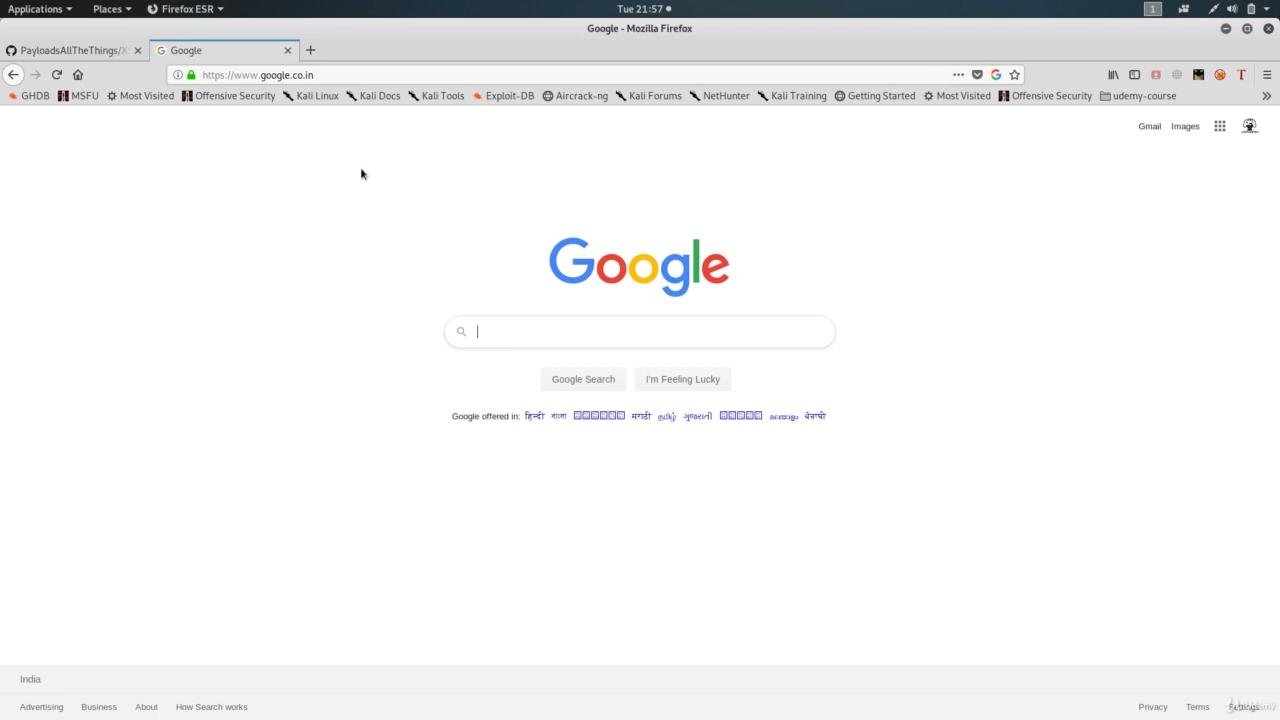 Applications Places Firefox ESR Tue 21:57 1
Google - Mozilla Firefox
PayloadsAllTheThings/X Google
https://www.google.co.in
GHDB MSFU Most Visited Offensive Security Kali Linux Kali Docs Kali Tools Exploit-DB Aircrack-ng Kali Forums NetHunter Kali Training Getting Started Most Visited Offensive Security udemy-course
Gmail Images
Google
Google Search I'm Feeling Lucky
Google offered in: हिन्दी বাংলা मराठी தமிழ் ગુજરાતી മലയാളം ਪੰਜਾਬੀ
India
Advertising Business About How Search works Privacy Terms Settings